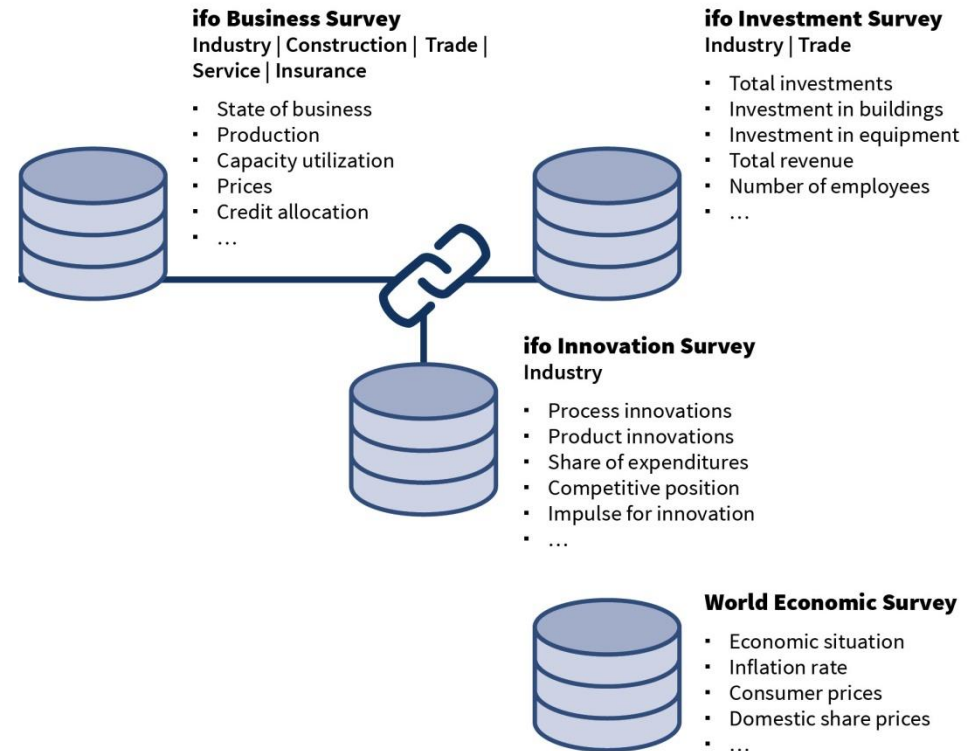 ifo Business Survey
Industry | Construction | Trade |
Service | Insurance
▪ State of business
▪ Production
▪ Capacity utilization
▪ Prices
▪ Credit allocation
▪ …
ifo Investment Survey
Industry | Trade
▪ Total investments
▪ Investment in buildings
▪ Investment in equipment
▪ Total revenue
▪ Number of employees
▪ …
ifo Innovation Survey
Industry
▪ Process innovations
▪ Product innovations
▪ Share of expenditures
▪ Competitive position
▪ Impulse for innovation
▪ …
World Economic Survey
▪ Economic situation
▪ Inflation rate
▪ Consumer prices
▪ Domestic share prices
▪ …